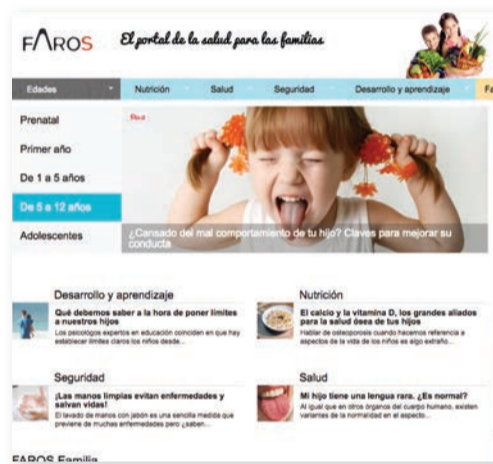 FAROS El portal de la salud para las familias
Edades Nutrición Salud Seguridad Desarrollo y aprendizaje Fa
Prenatal
Primer año
De 1 a 5 años
De 5 a 12 años
Adolescentes
Pin it
¿Cansado del mal comportamiento de tu hijo? Claves para mejorar su
conducta
Desarrollo y aprendizaje
Qué debemos saber a la hora de poner límites
a nuestros hijos
Los psicólogos expertos en educación coinciden en que hay
establecer límites claros los niños desde...
Nutrición
El calcio y la vitamina D, los grandes aliados
para la salud ósea de tus hijos
Hablar de osteoporosis cuando hacemos referencia a
aspectos de la vida de los niños es algo extraño...
Seguridad
¡Las manos limpias evitan enfermedades y
salvan vidas!
El lavado de manos con jabón es una sencilla medida que
previene de muchas enfermedades pero ¿saben...
Salud
Mi hijo tiene una lengua rara. ¿Es normal?
Al igual que en otros órganos del cuerpo humano, existen
variantes de la normalidad en el aspecto...
FAROS Familia